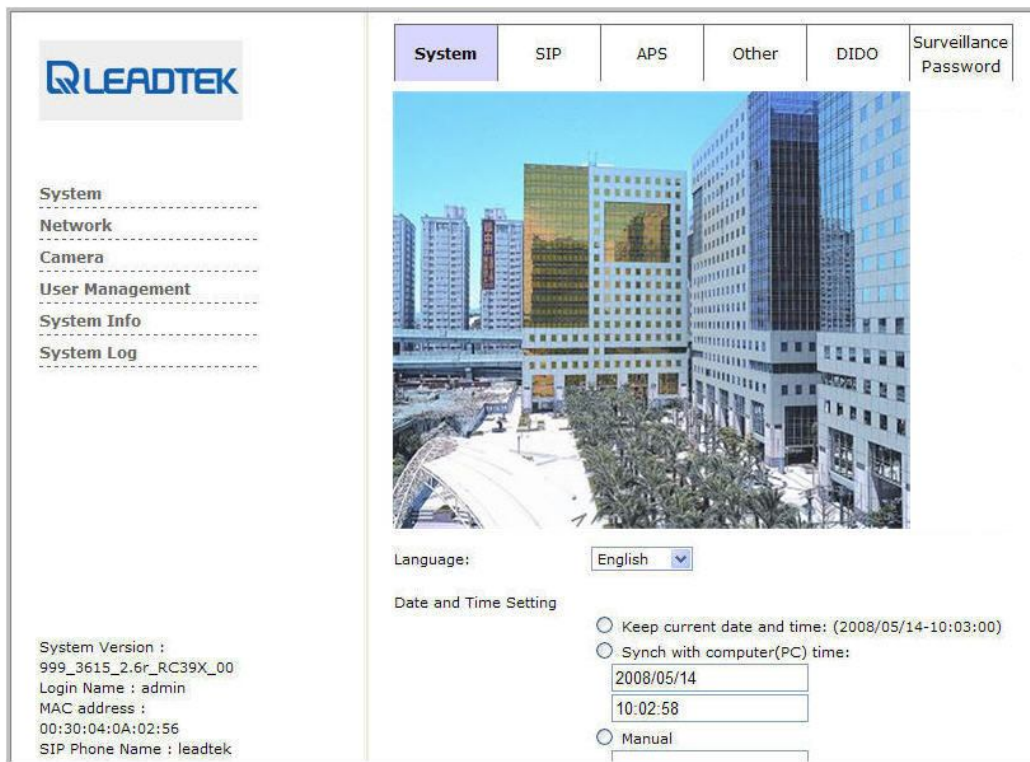 LEADTEK
System
Network
Camera
User Management
System Info
System Log
System Version :
999_3615_2.6r_RC39X_00
Login Name : admin
MAC address :
00:30:04:0A:02:56
SIP Phone Name : leadtek
System
SIP
APS
Other
DIDO
Surveillance
Password
Language:
English
Date and Time Setting
Keep current date and time: (2008/05/14-10:03:00)
Synch with computer(PC) time:
2008/05/14
10:02:58
Manual